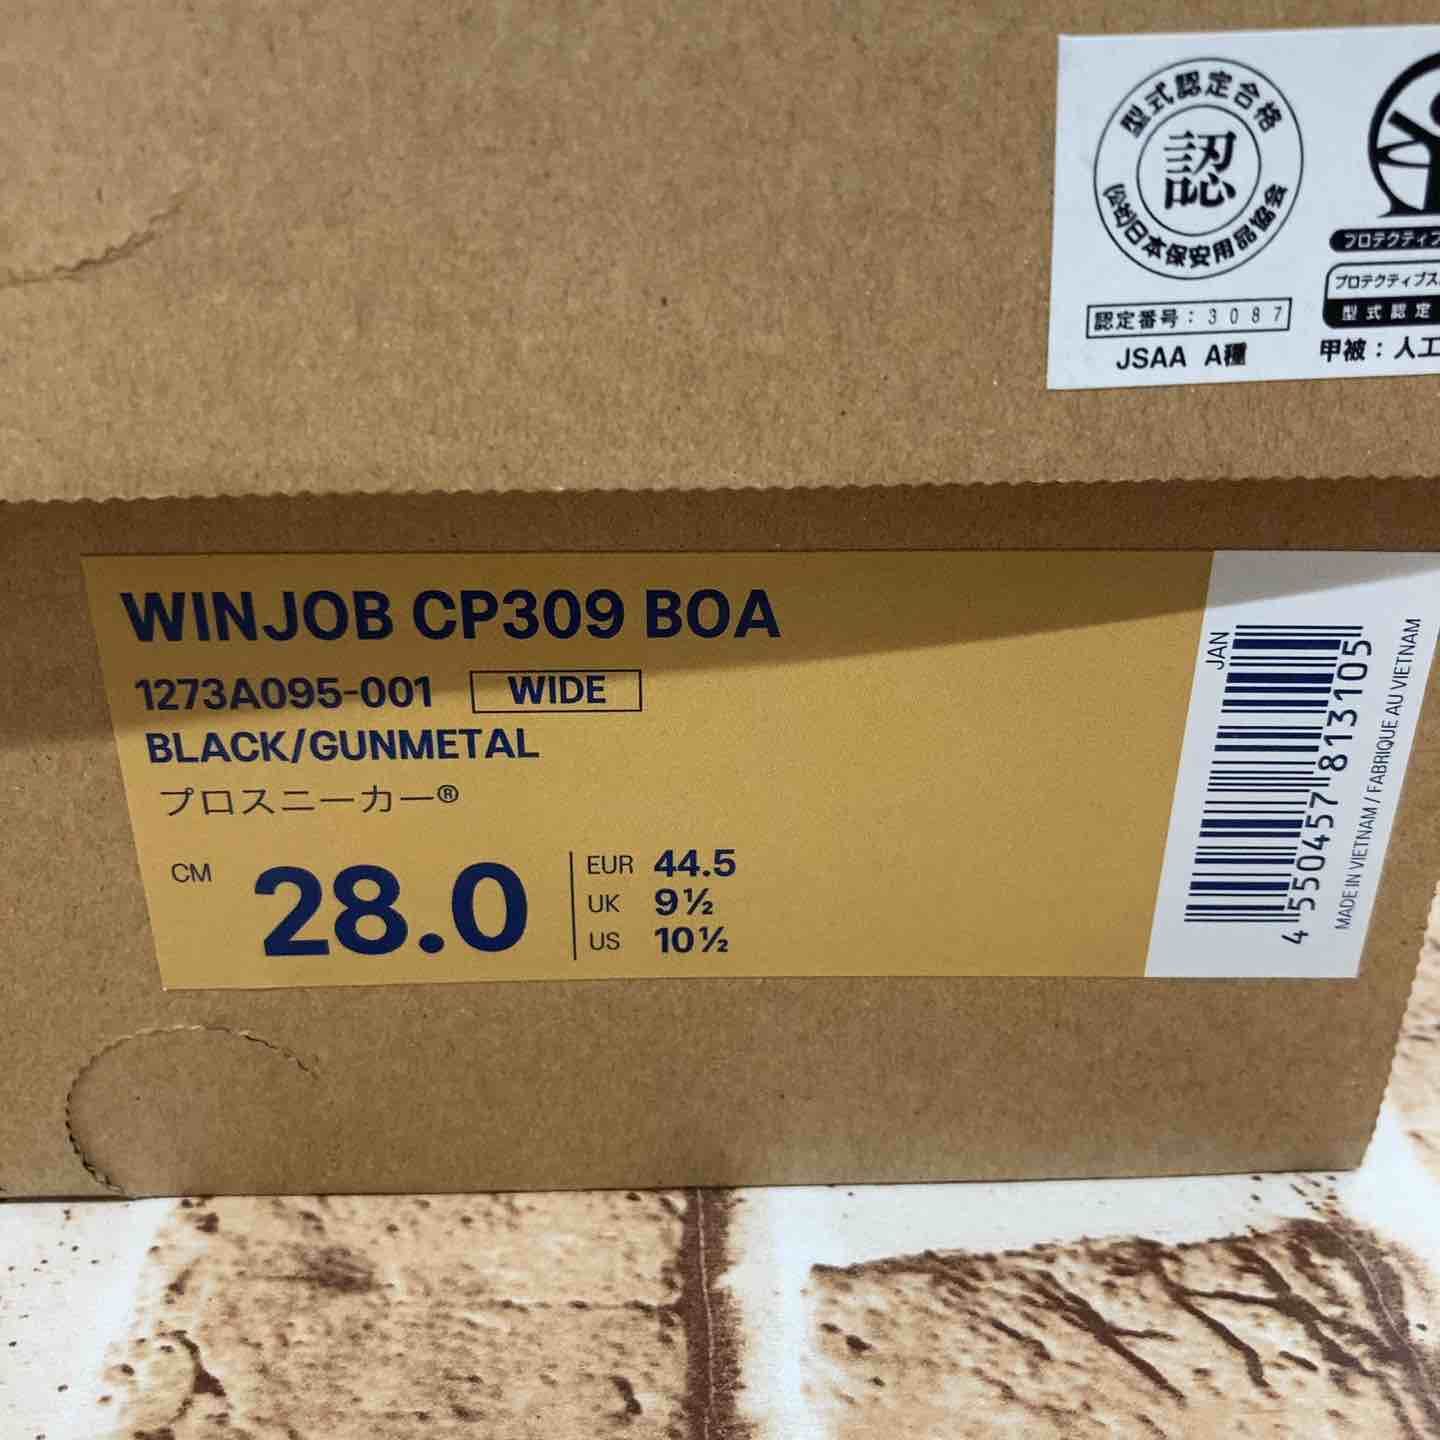 型式認定合格
認
(公社)日本保安用品協会
認定番号：3087
JSAA A種
プロテクティブ
プロテクティブス
型式認定
甲被：人工
WINJOB CP309 BOA
1273A095-001 WIDE
BLACK/GUNMETAL
プロスニーカー®
CM 28.0
EUR 44.5
UK 9½
US 10½
JAN
4 550457 813105
MADE IN VIETNAM / FABRIQUE AU VIETNAM